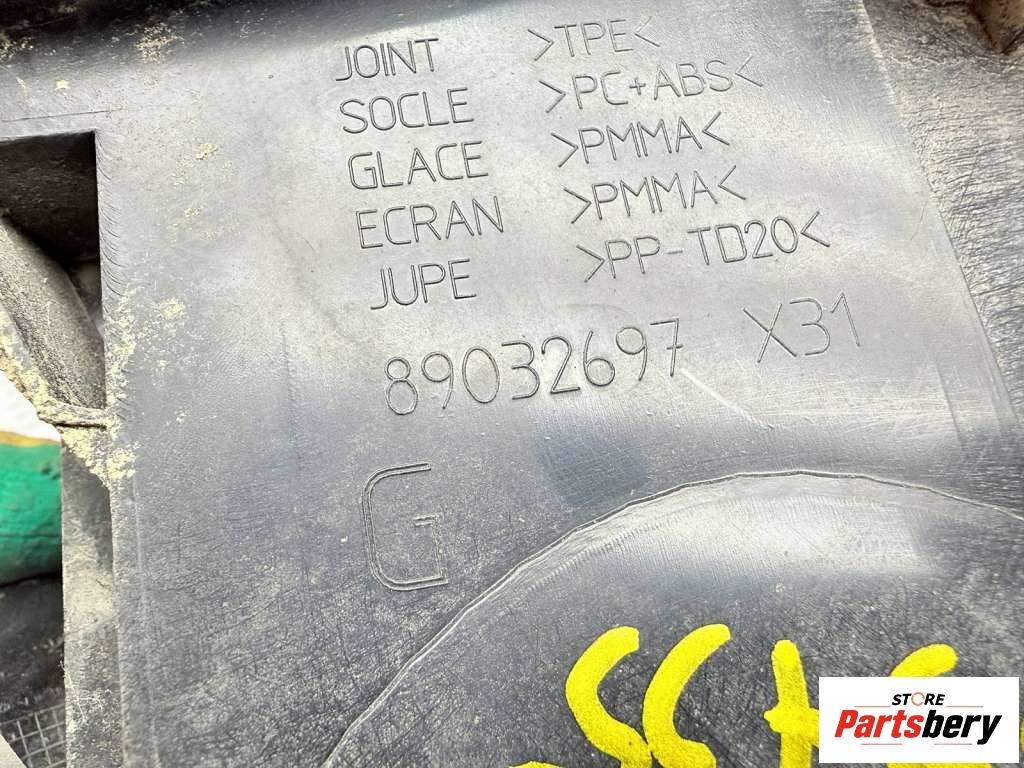 JOINT >TPE<
SOCLE >PC+ABS<
GLACE >PMMA<
ECRAN >PMMA<
JUPE >PP-TD20<
89032697 X31
G
STORE
Partsbery